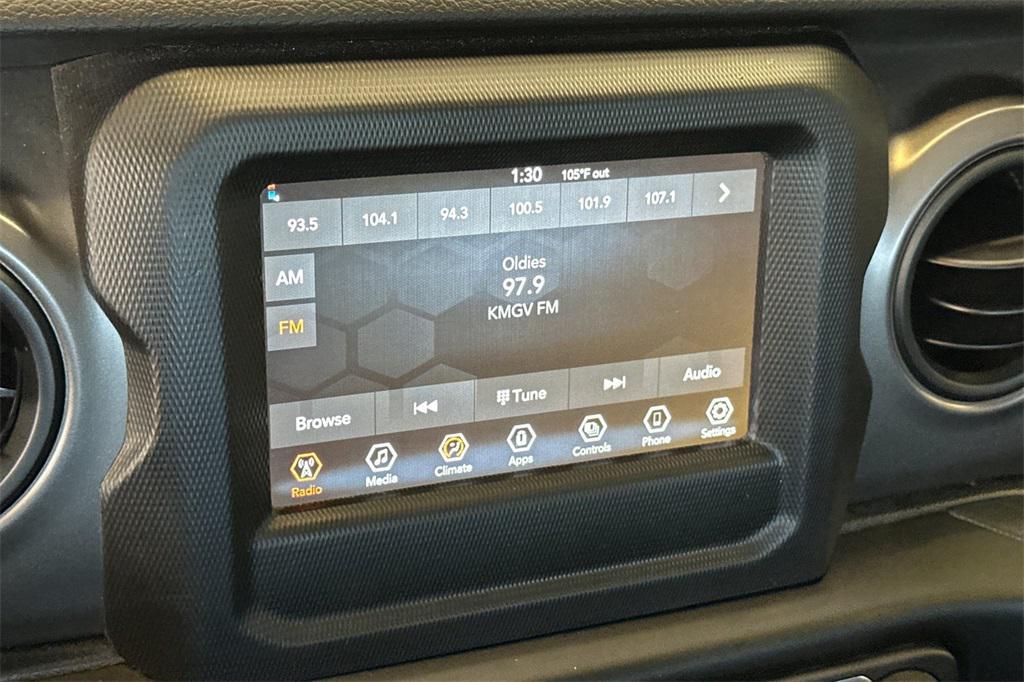 1:30 105°F out
93.5 104.1 94.3 100.5 101.9 107.1
AM
FM
Oldies
97.9
KMGV FM
Browse Tune Audio
Radio Media Climate Apps Controls Phone Settings